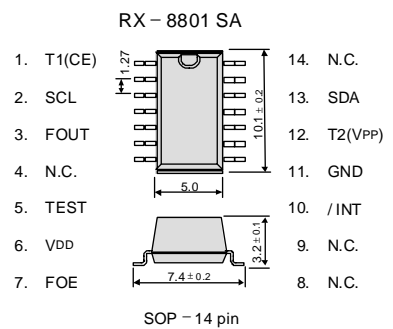 RX－8801 SA
1. T1(CE)
2. SCL
3. FOUT
4. N.C.
5. TEST
6. VDD
7. FOE
1.27
10.1 ± 0.2
5.0
3.2 ± 0.1
7.4 ± 0.2
14. N.C.
13. SDA
12. T2(VPP)
11. GND
10. / INT
9. N.C.
8. N.C.
SOP－14 pin